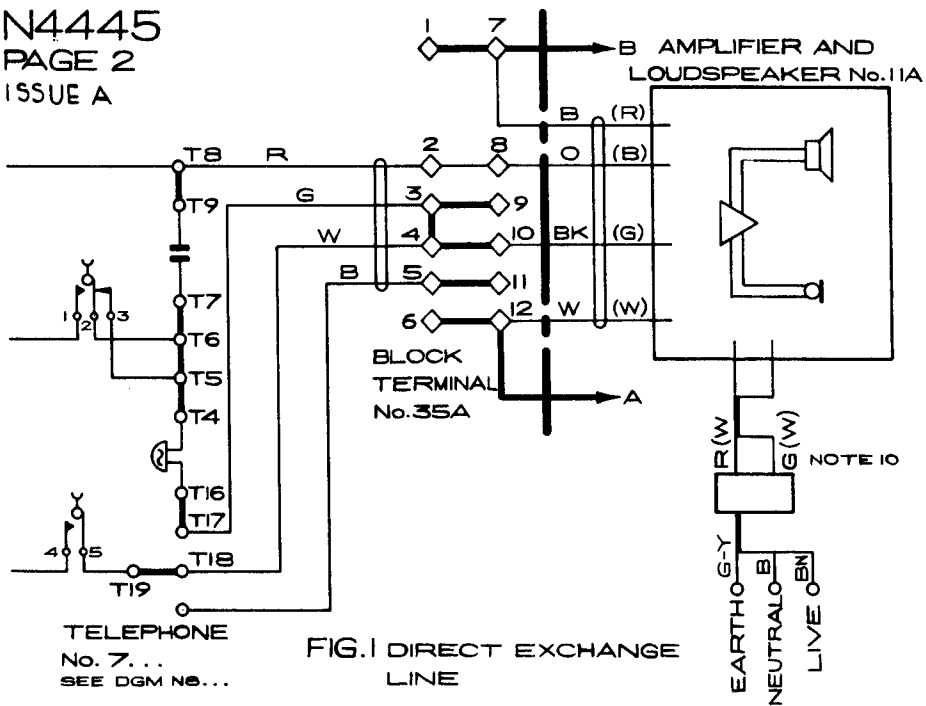 N4445
PAGE 2
ISSUE A
1 7
B AMPLIFIER AND
LOUDSPEAKER No.11A
B (R)
T8 R 2 8 O (B)
T9 G 3 9
W 4 10 BK (G)
B 5 11
T7
1 2 3 T6
T5
T4
6 12 W (W)
BLOCK
TERMINAL
No.35A
A
R (W
G (W)
NOTE 10
T16
T17
4 5
T18
T19
G-Y
B
BN
EARTH
NEUTRAL
LIVE
TELEPHONE
No. 7...
SEE DGM N6...
FIG.1 DIRECT EXCHANGE
LINE